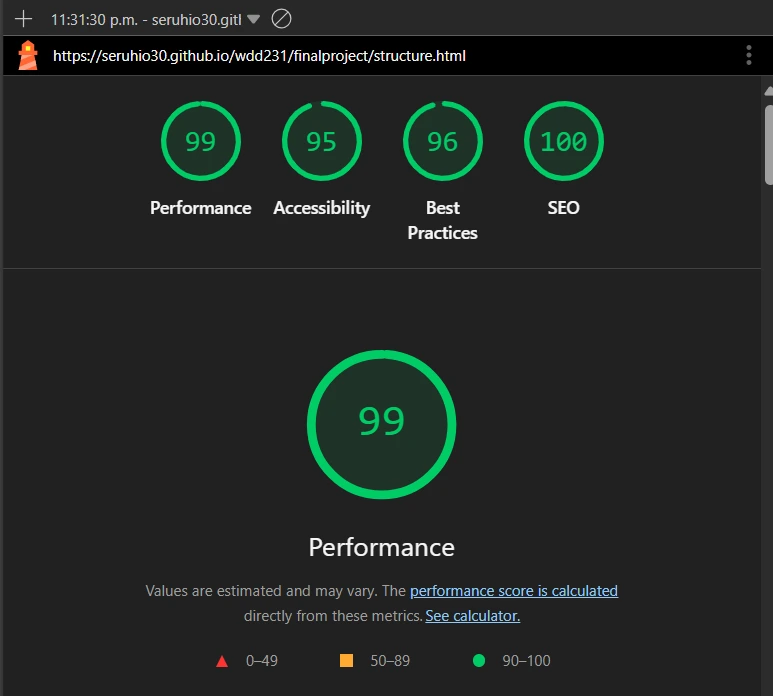 11:31:30 p.m. - seruhio30.gitl
https://seruhio30.github.io/wdd231/finalproject/structure.html
99 95 96 100
Performance Accessibility Best Practices SEO
99
Performance
Values are estimated and may vary. The performance score is calculated
directly from these metrics. See calculator.
0–49 50–89 90–100